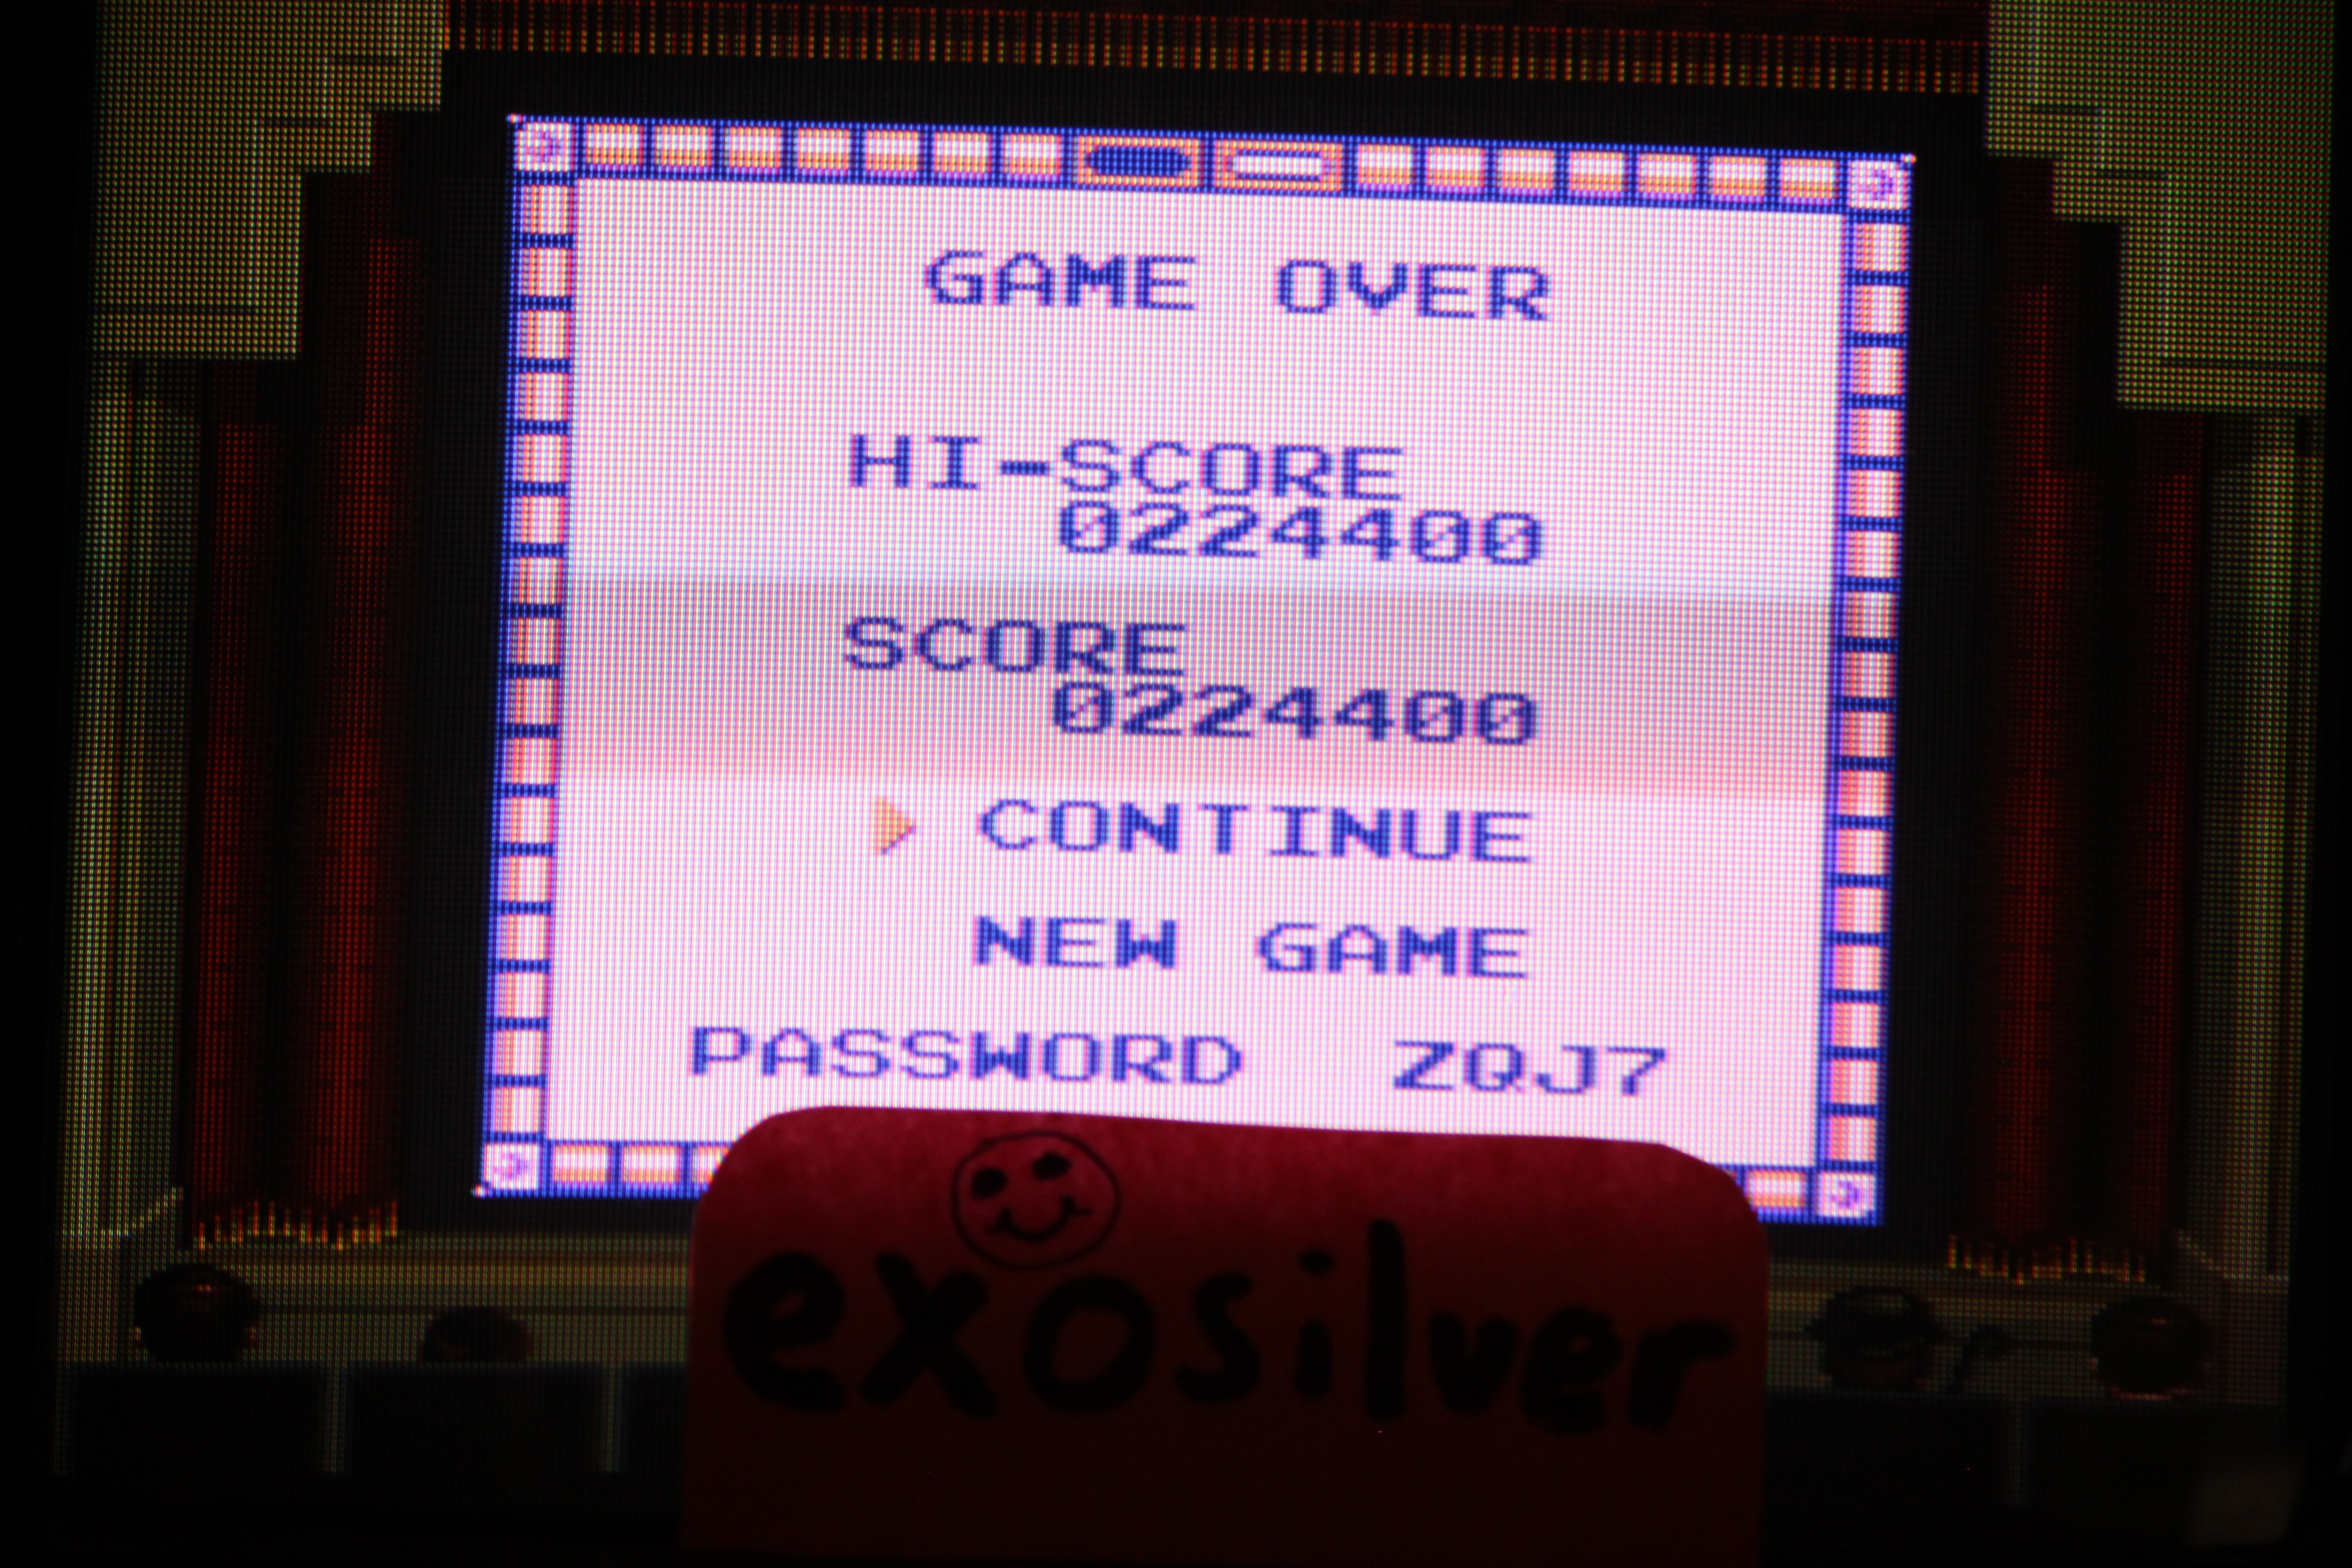 GAME OVER
HI-SCORE
0224400
SCORE
0224400
CONTINUE
NEW GAME
PASSWORD ZQJ7
exosilver